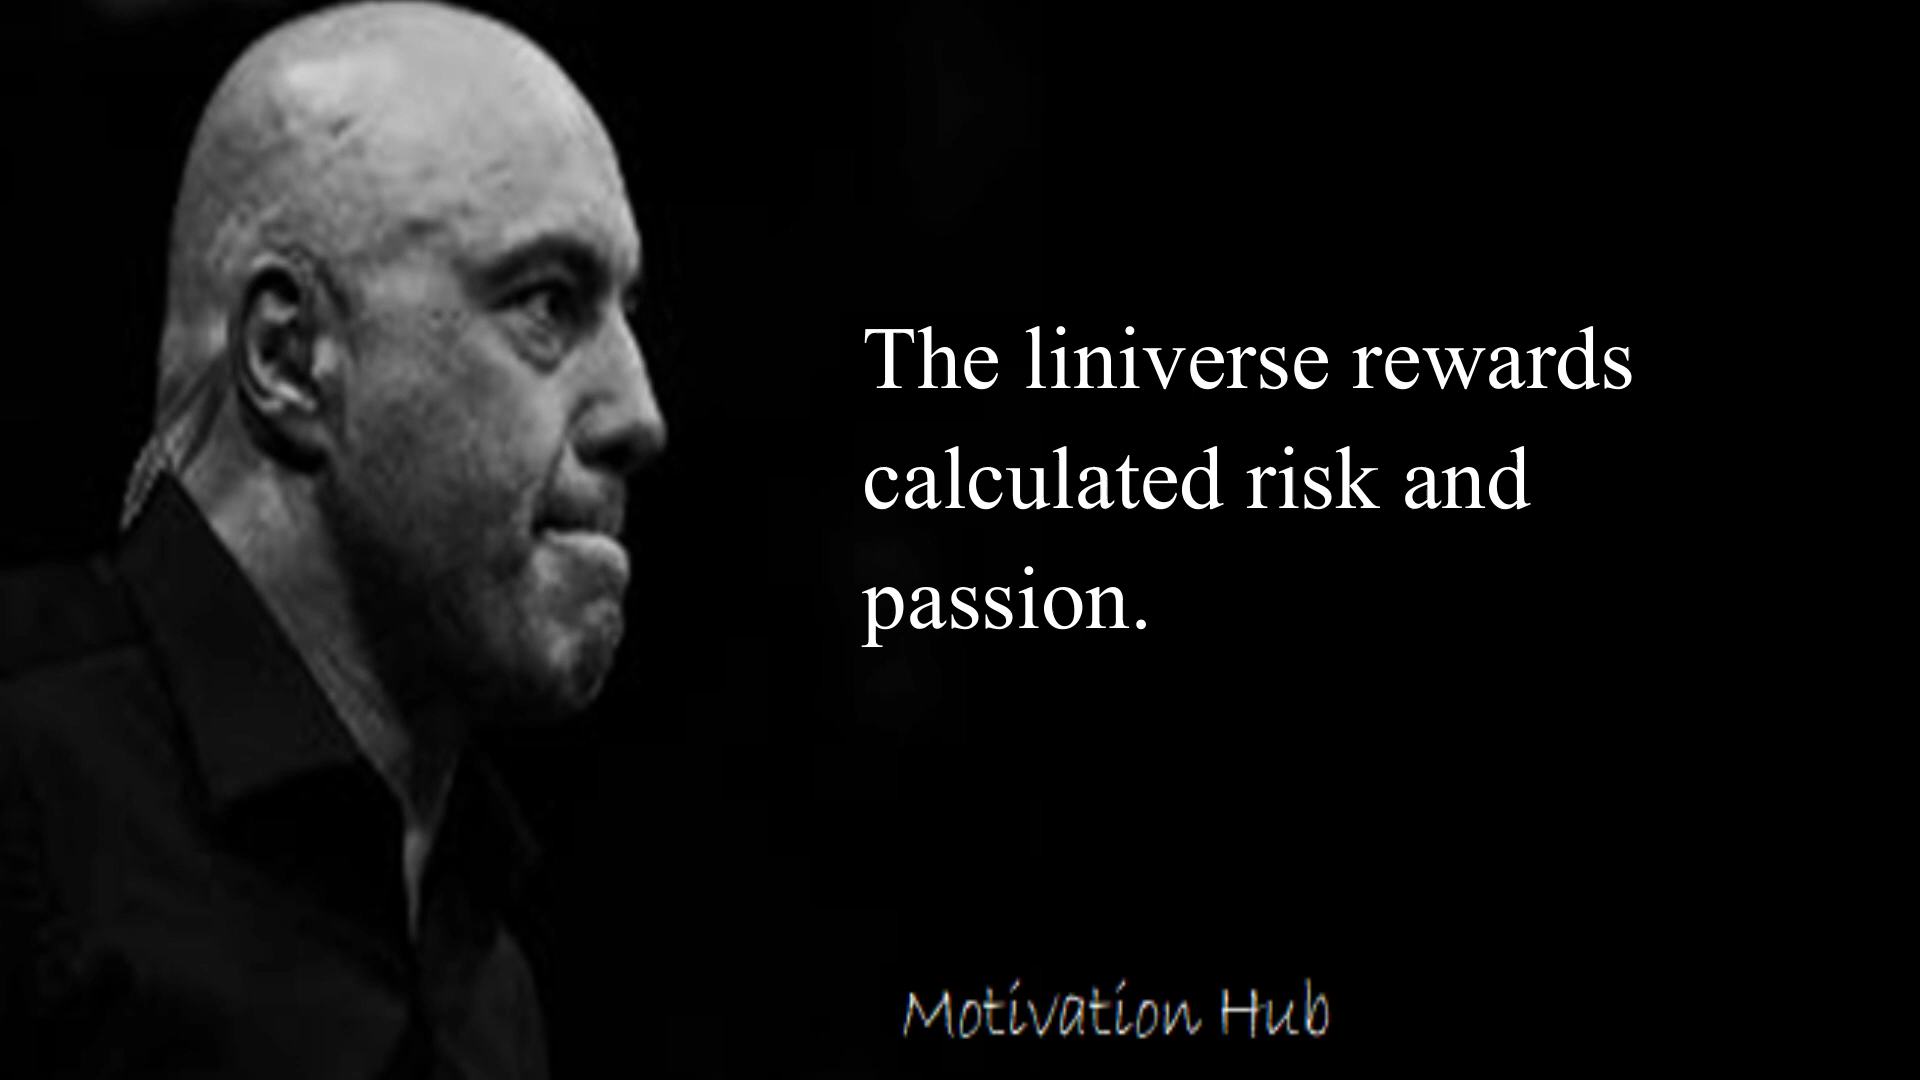 The liniverse rewards
calculated risk and
passion.
Motivation Hub